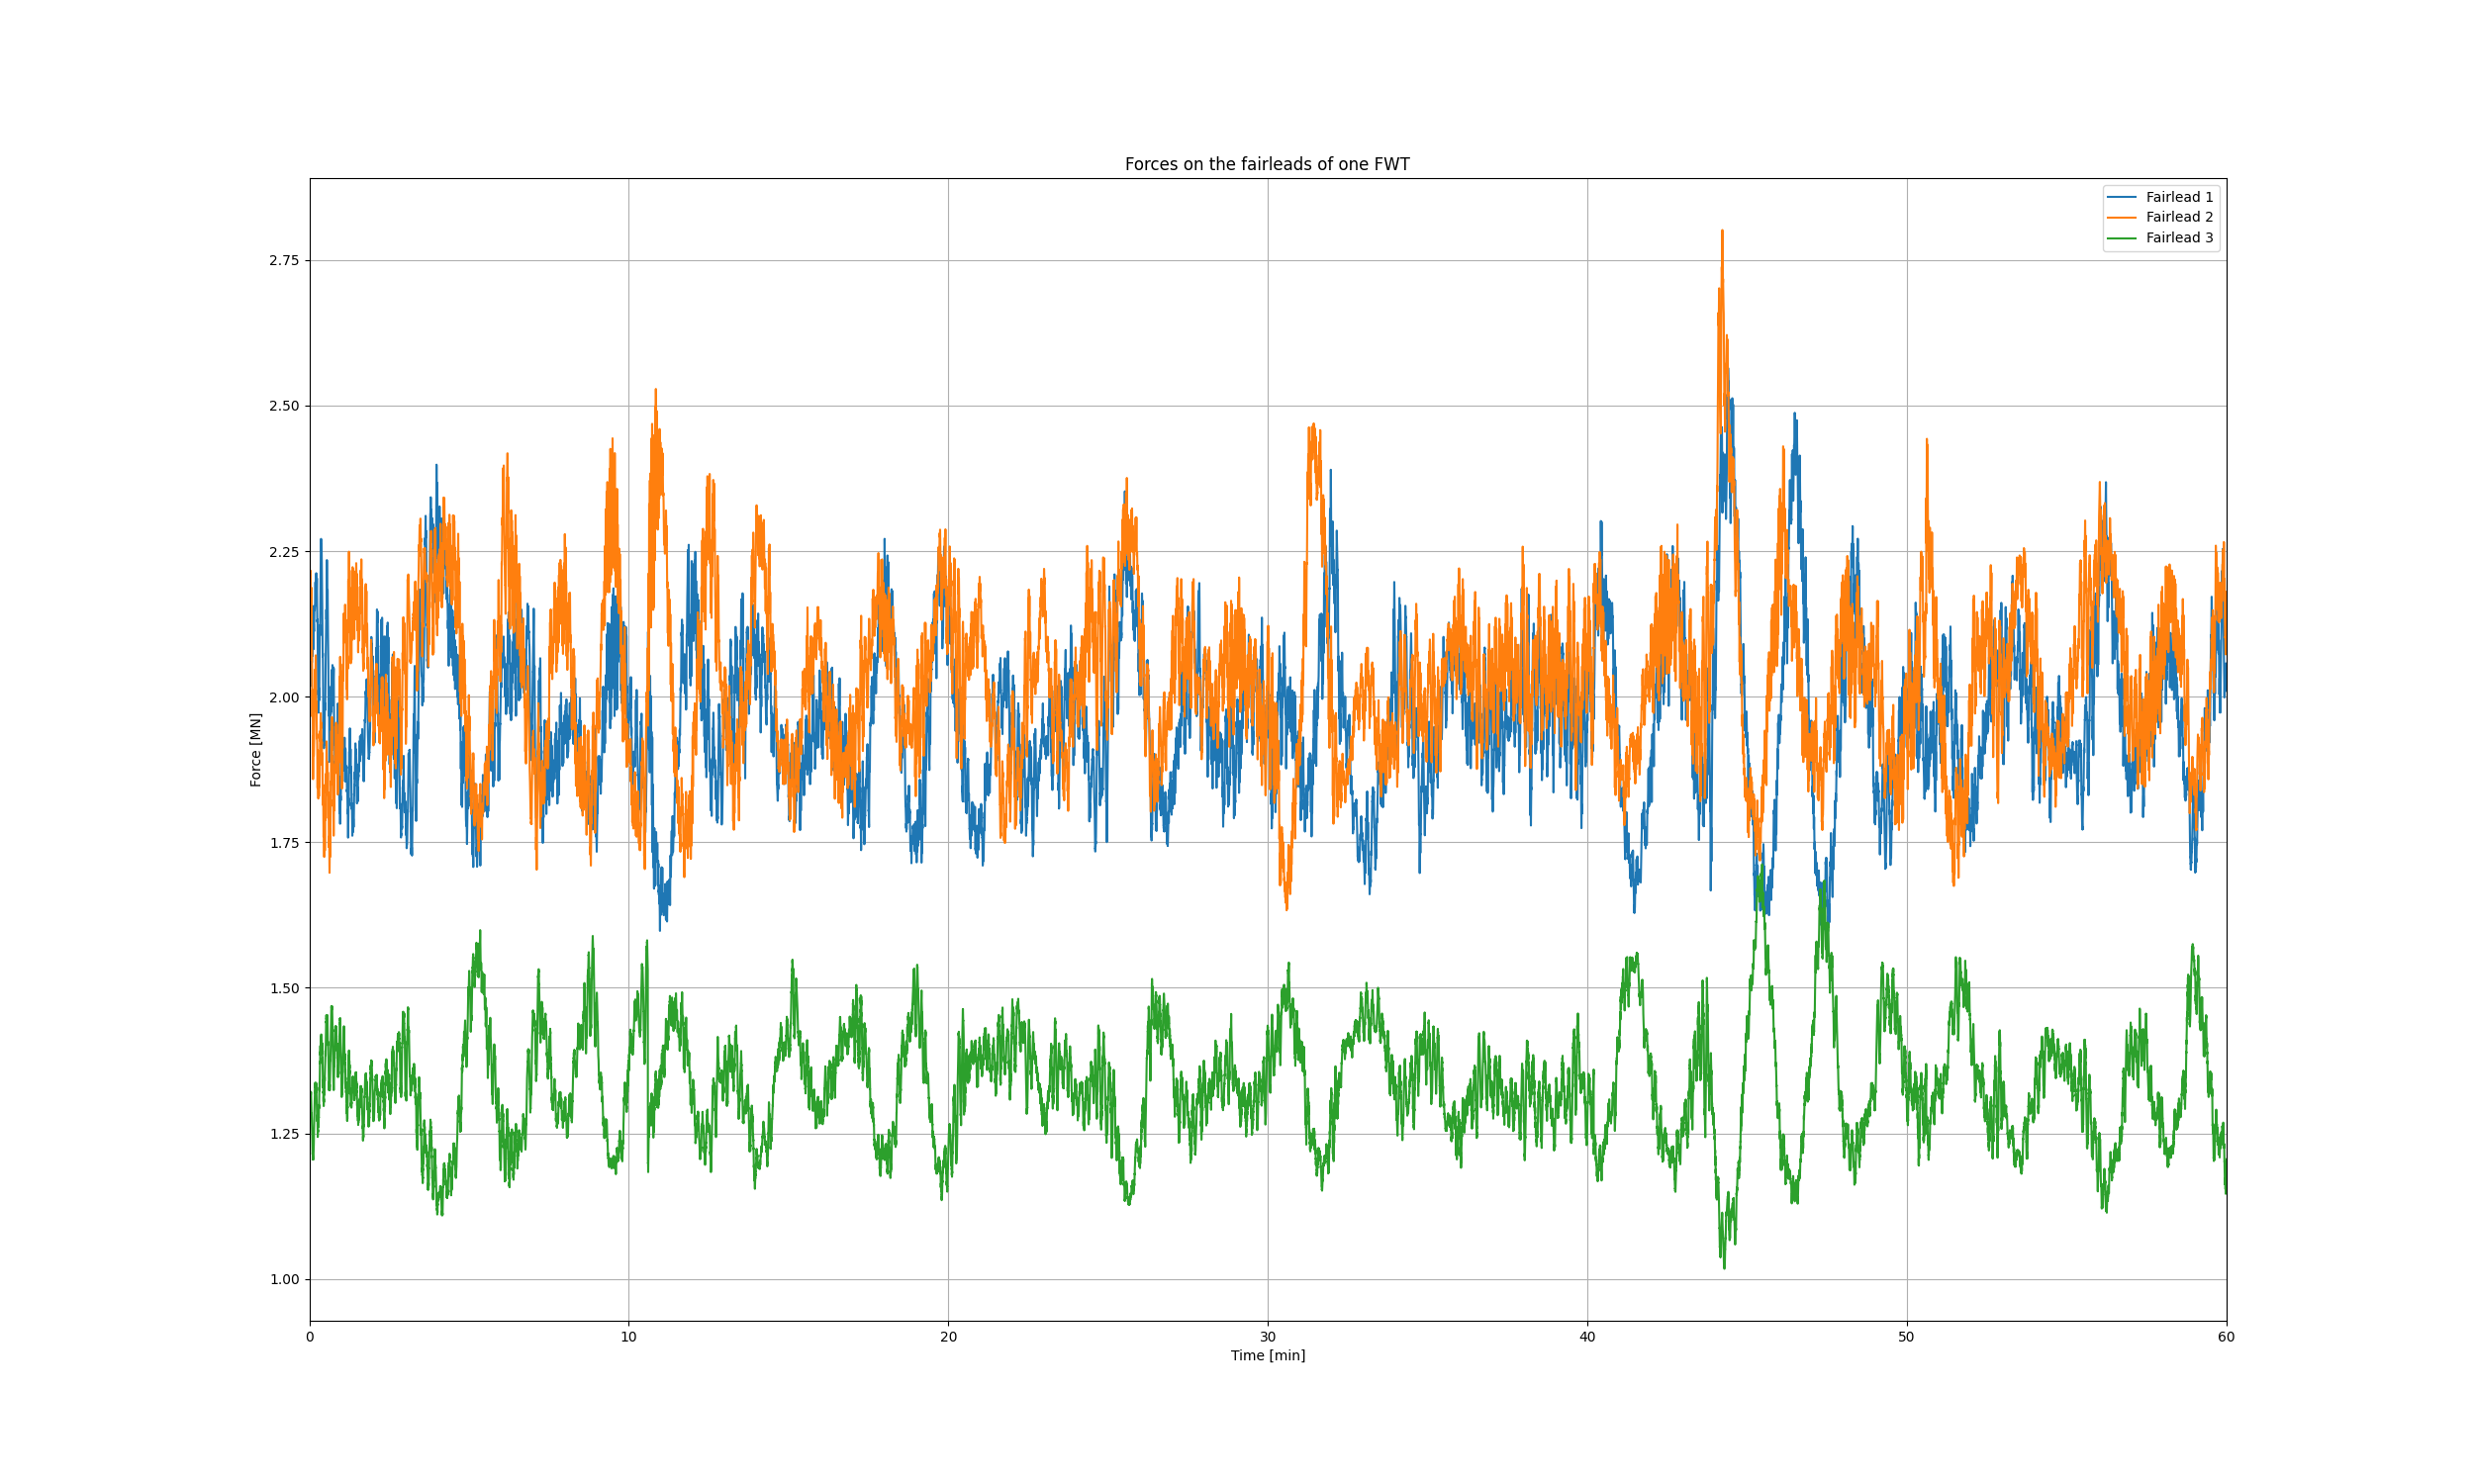 Forces on the fairleads of one FWT
Fairlead 1
Fairlead 2
Fairlead 3
Force [MN]
2.75
2.50
2.25
2.00
1.75
1.50
1.25
1.00
0 10 20 30 40 50 60
Time [min]